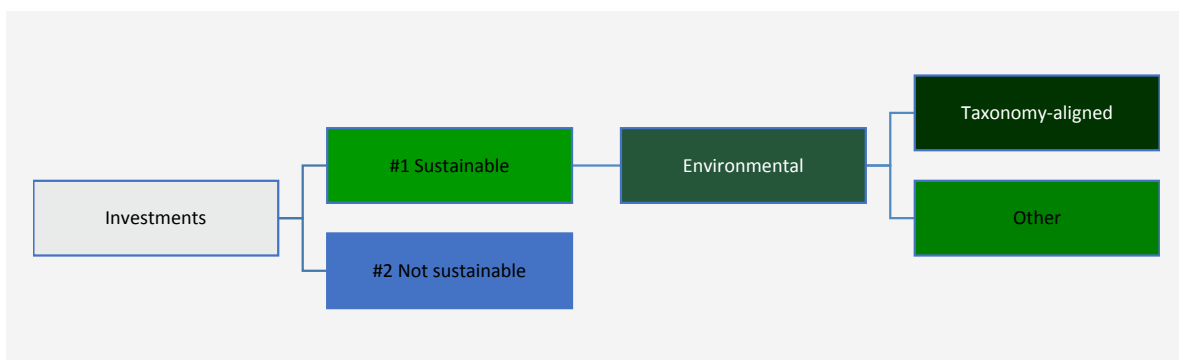 Investments
#1 Sustainable
#2 Not sustainable
Environmental
Taxonomy-aligned
Other